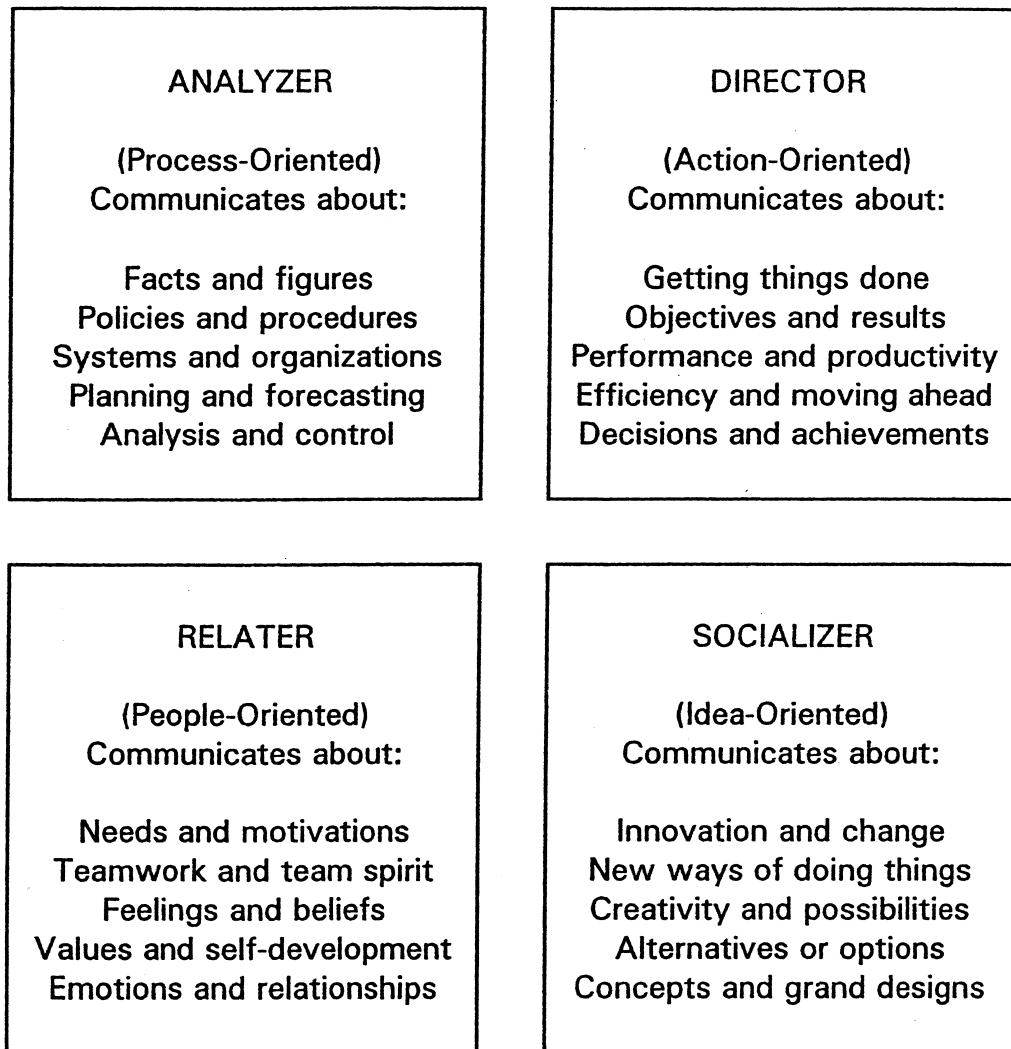 ANALYZER
(Process-Oriented)
Communicates about:
Facts and figures
Policies and procedures
Systems and organizations
Planning and forecasting
Analysis and control
DIRECTOR
(Action-Oriented)
Communicates about:
Getting things done
Objectives and results
Performance and productivity
Efficiency and moving ahead
Decisions and achievements
RELATER
(People-Oriented)
Communicates about:
Needs and motivations
Teamwork and team spirit
Feelings and beliefs
Values and self-development
Emotions and relationships
SOCIALIZER
(Idea-Oriented)
Communicates about:
Innovation and change
New ways of doing things
Creativity and possibilities
Alternatives or options
Concepts and grand designs